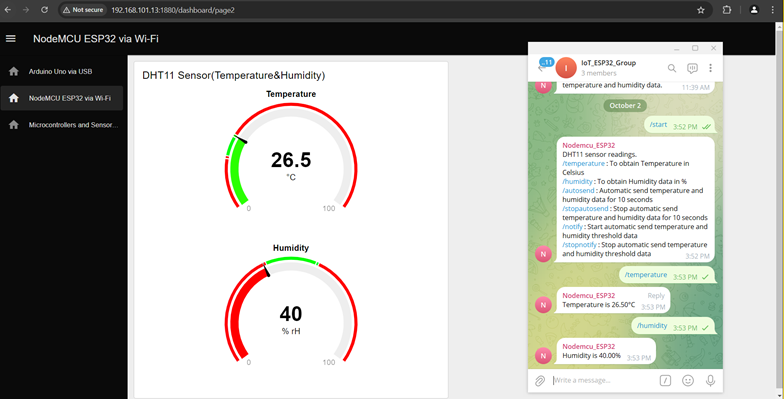 Not secure
192.168.101.13:1880/dashboard/page2
NodeMCU ESP32 via Wi-Fi
Arduino Uno via USB
NodeMCU ESP32 via Wi-Fi
Microcontrollers and Sensor...
DHT11 Sensor(Temperature&Humidity)
Temperature
26.5
°C
0
100
Humidity
40
% rH
0
100
..11
I
IoT_ESP32_Group
3 members
N
temperature and humidity data.
11:39 AM
October 2
/start
3:52 PM
Nodemcu_ESP32
DHT11 sensor readings.
/temperature : To obtain Temperature in
Celsius
/humidity : To obtain Humidity data in %
/autosend : Automatic send temperature and
humidity data for 10 seconds
/stopautosend : Stop automatic send
temperature and humidity data for 10 seconds
/notify : Start automatic send temperature and
humidity threshold data
/stopnotify : Stop automatic send temperature
and humidity threshold data
N
3:52 PM
/temperature
3:53 PM
Nodemcu_ESP32
Reply
Temperature is 26.50°C
3:53 PM
N
/humidity
3:53 PM
Nodemcu_ESP32
Humidity is 40.00%
3:53 PM
N
Write a message...